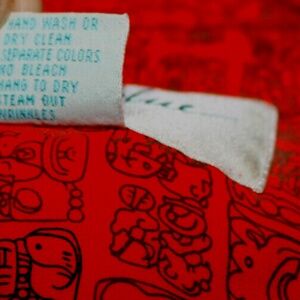 HAND WASH OR
DRY CLEAN
SEPARATE COLORS
NO BLEACH
HANG TO DRY
STEAM OUT
WRINKLES